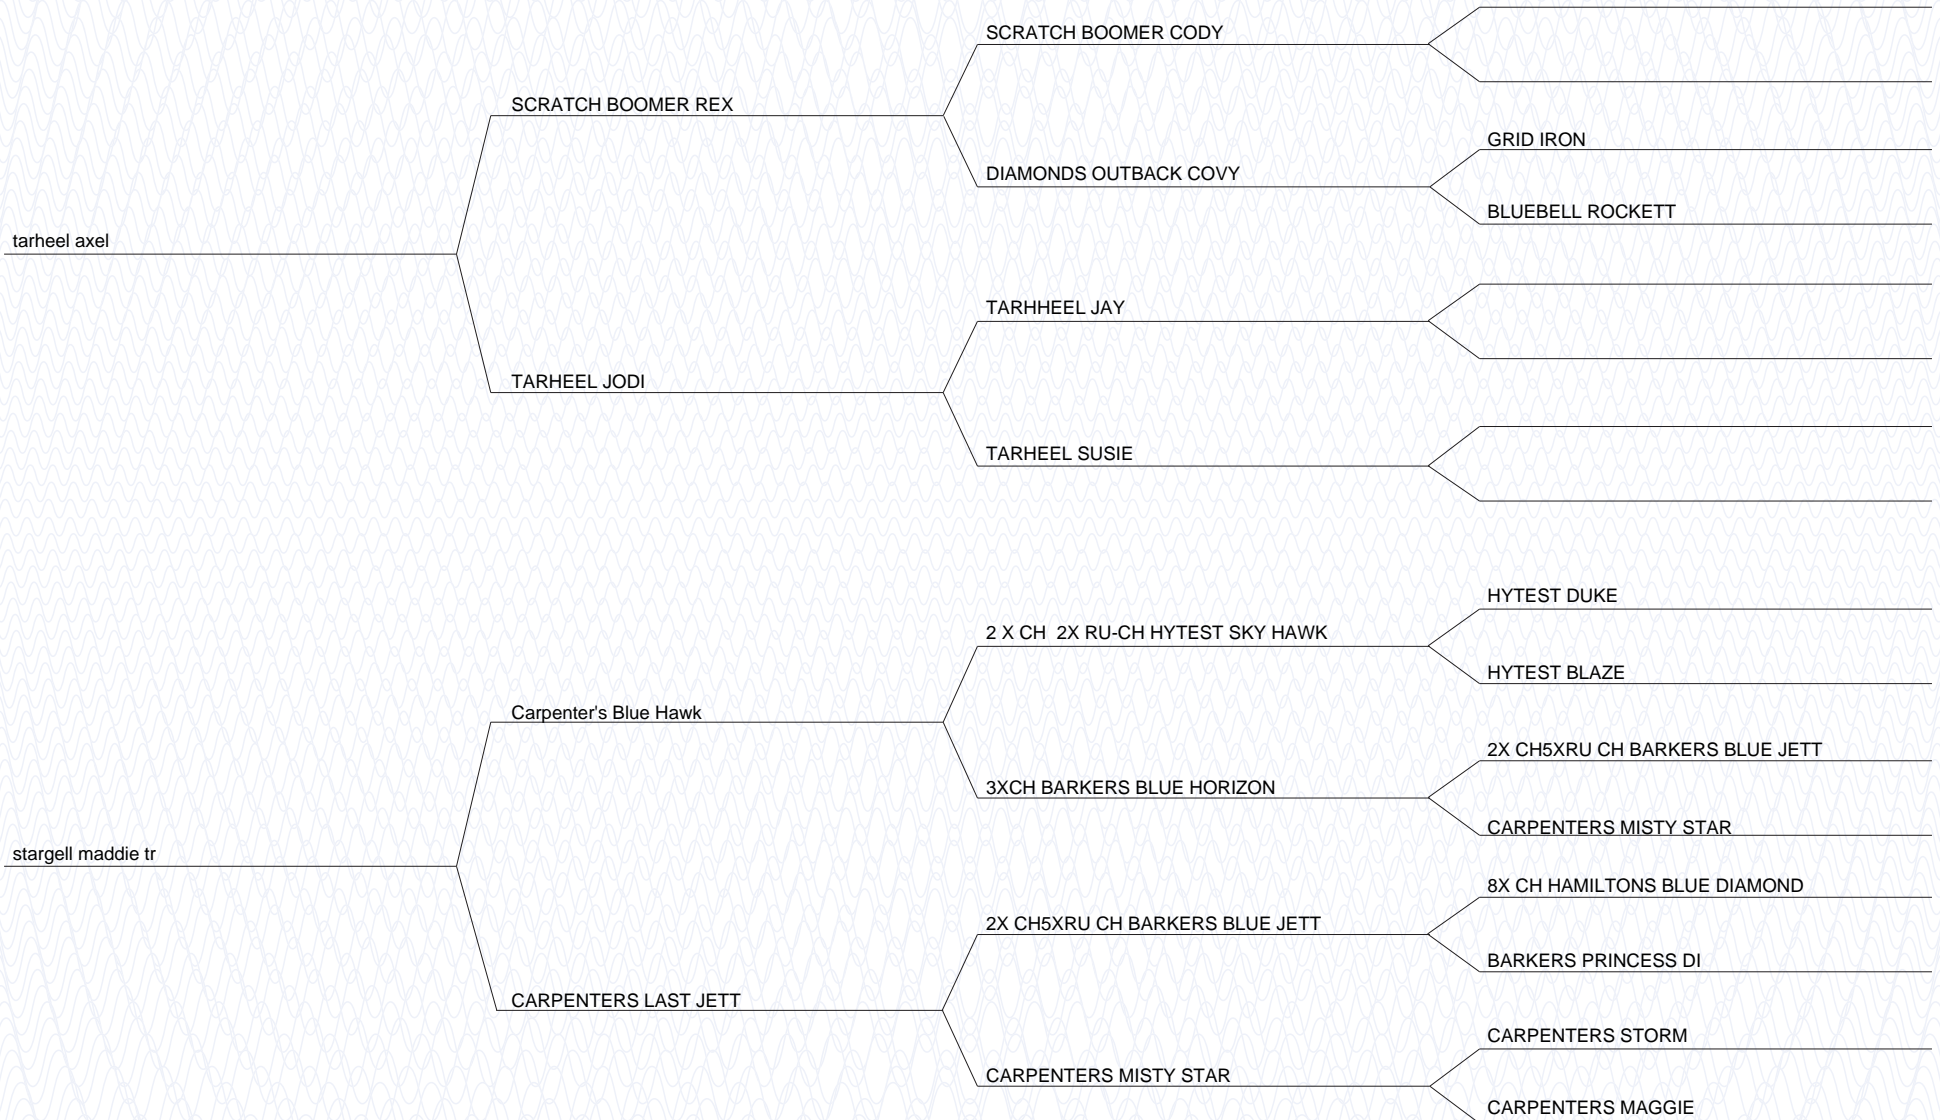 SCRATCH BOOMER CODY
SCRATCH BOOMER REX
GRID IRON
DIAMONDS OUTBACK COVY
BLUEBELL ROCKETT
tarheel axel
TARHHEEL JAY
TARHEEL JODI
TARHEEL SUSIE
HYTEST DUKE
2 X CH  2X RU-CH HYTEST SKY HAWK
HYTEST BLAZE
Carpenter's Blue Hawk
2X CH5XRU CH BARKERS BLUE JETT
3XCH BARKERS BLUE HORIZON
CARPENTERS MISTY STAR
stargell maddie tr
8X CH HAMILTONS BLUE DIAMOND
2X CH5XRU CH BARKERS BLUE JETT
BARKERS PRINCESS DI
CARPENTERS LAST JETT
CARPENTERS STORM
CARPENTERS MISTY STAR
CARPENTERS MAGGIE